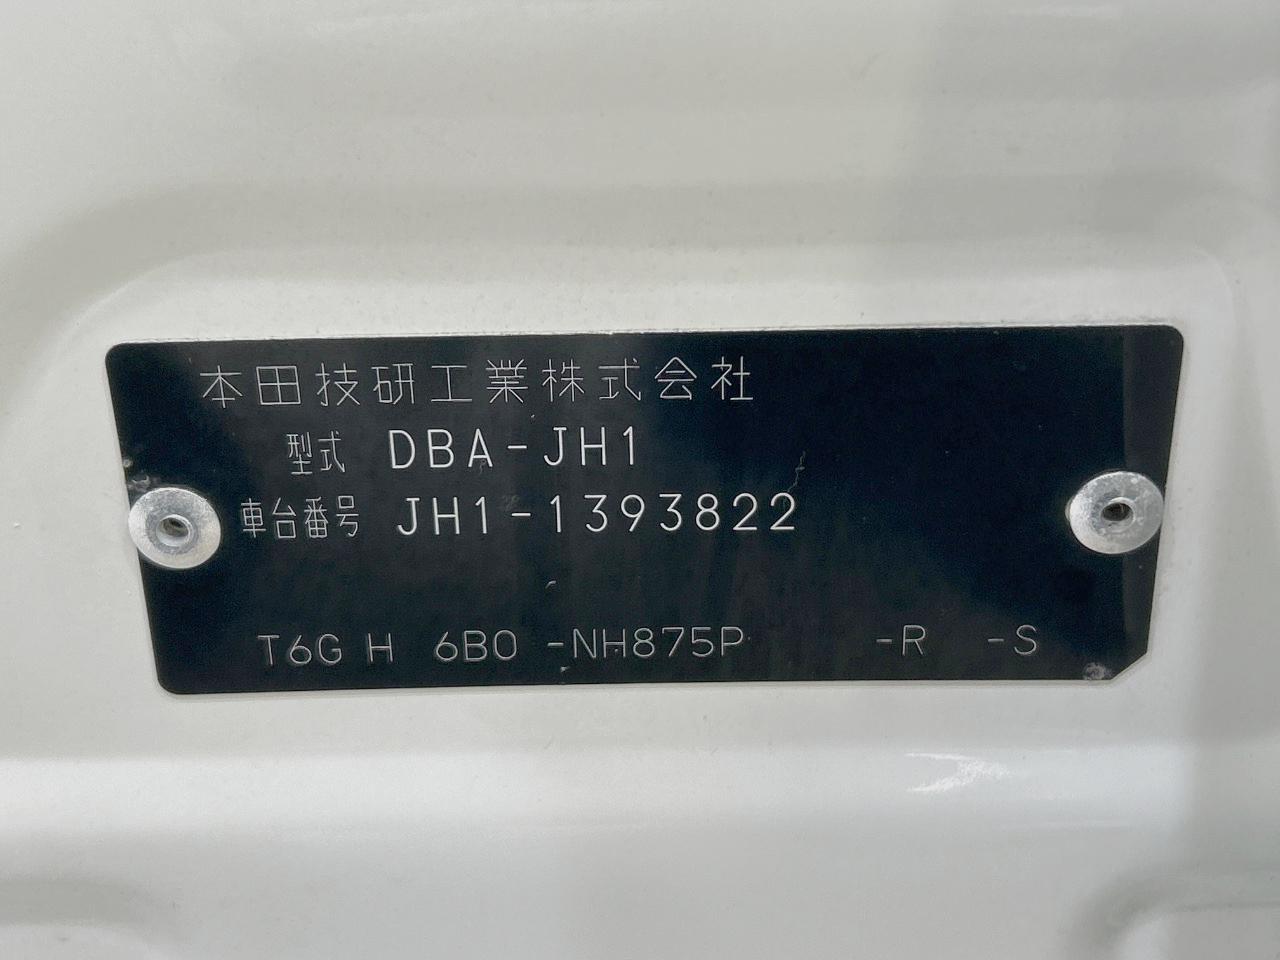 本田技研工業株式会社
型式 DBA-JH1
車台番号 JH1-1393822
T6G H 6B0 -NH875P -R -S